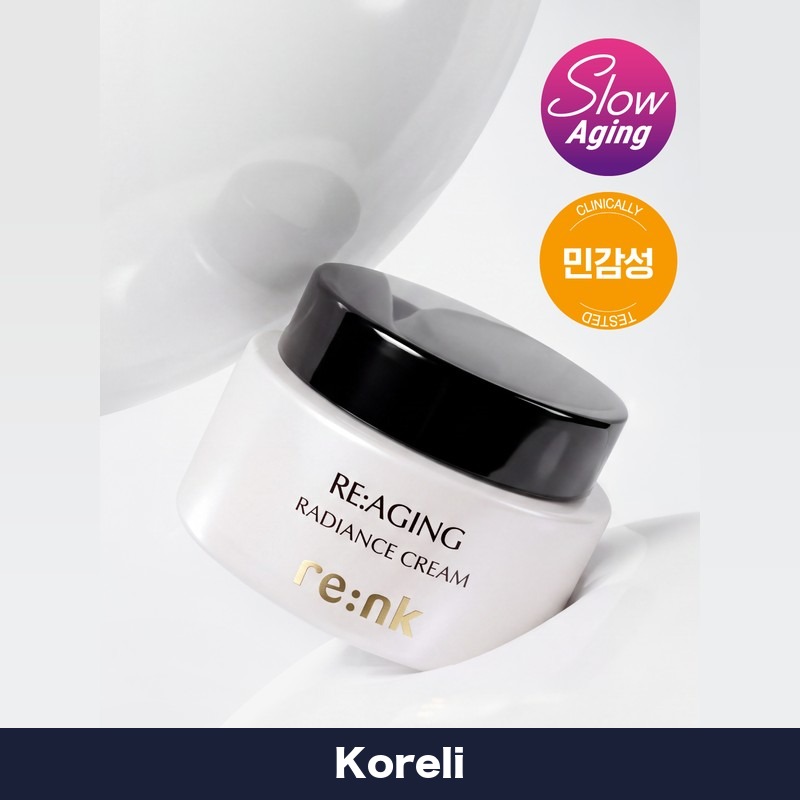 Slow
Aging
CLINICALLY
민감성
TESTED
RE:AGING
RADIANCE CREAM
re:nk
Koreli